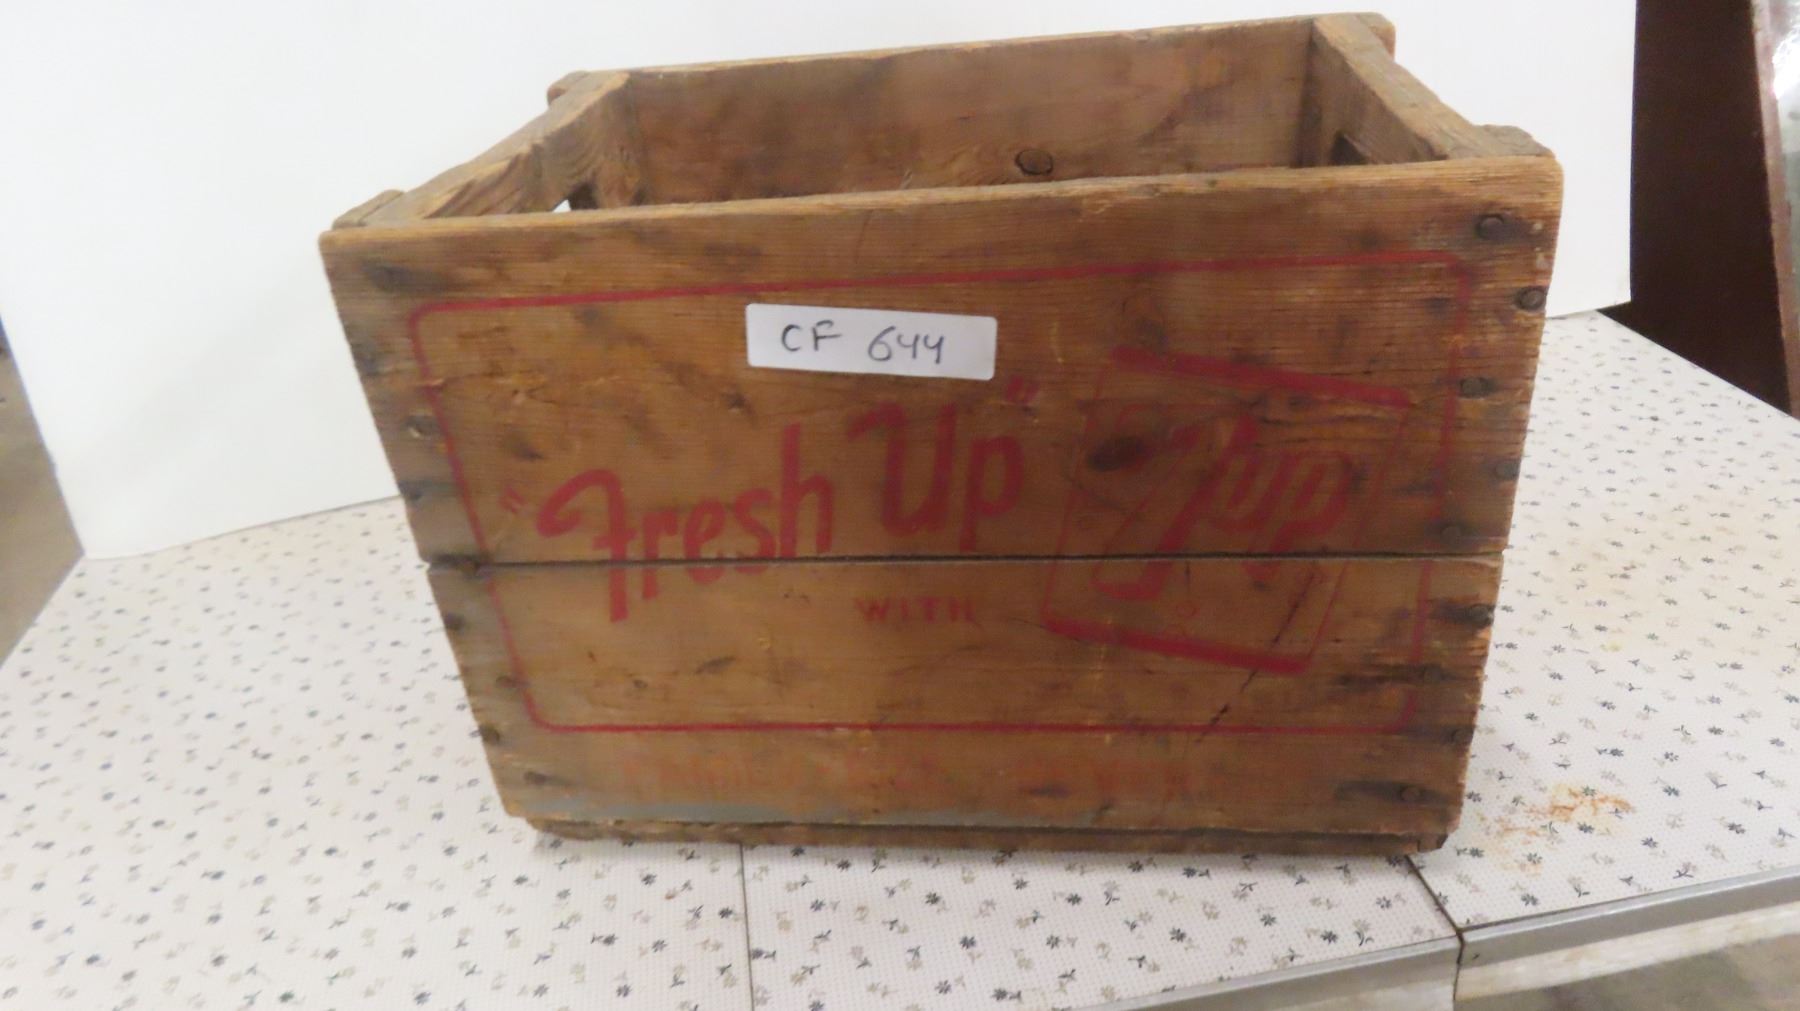 CF 644
"Fresh Up"
WITH
7up